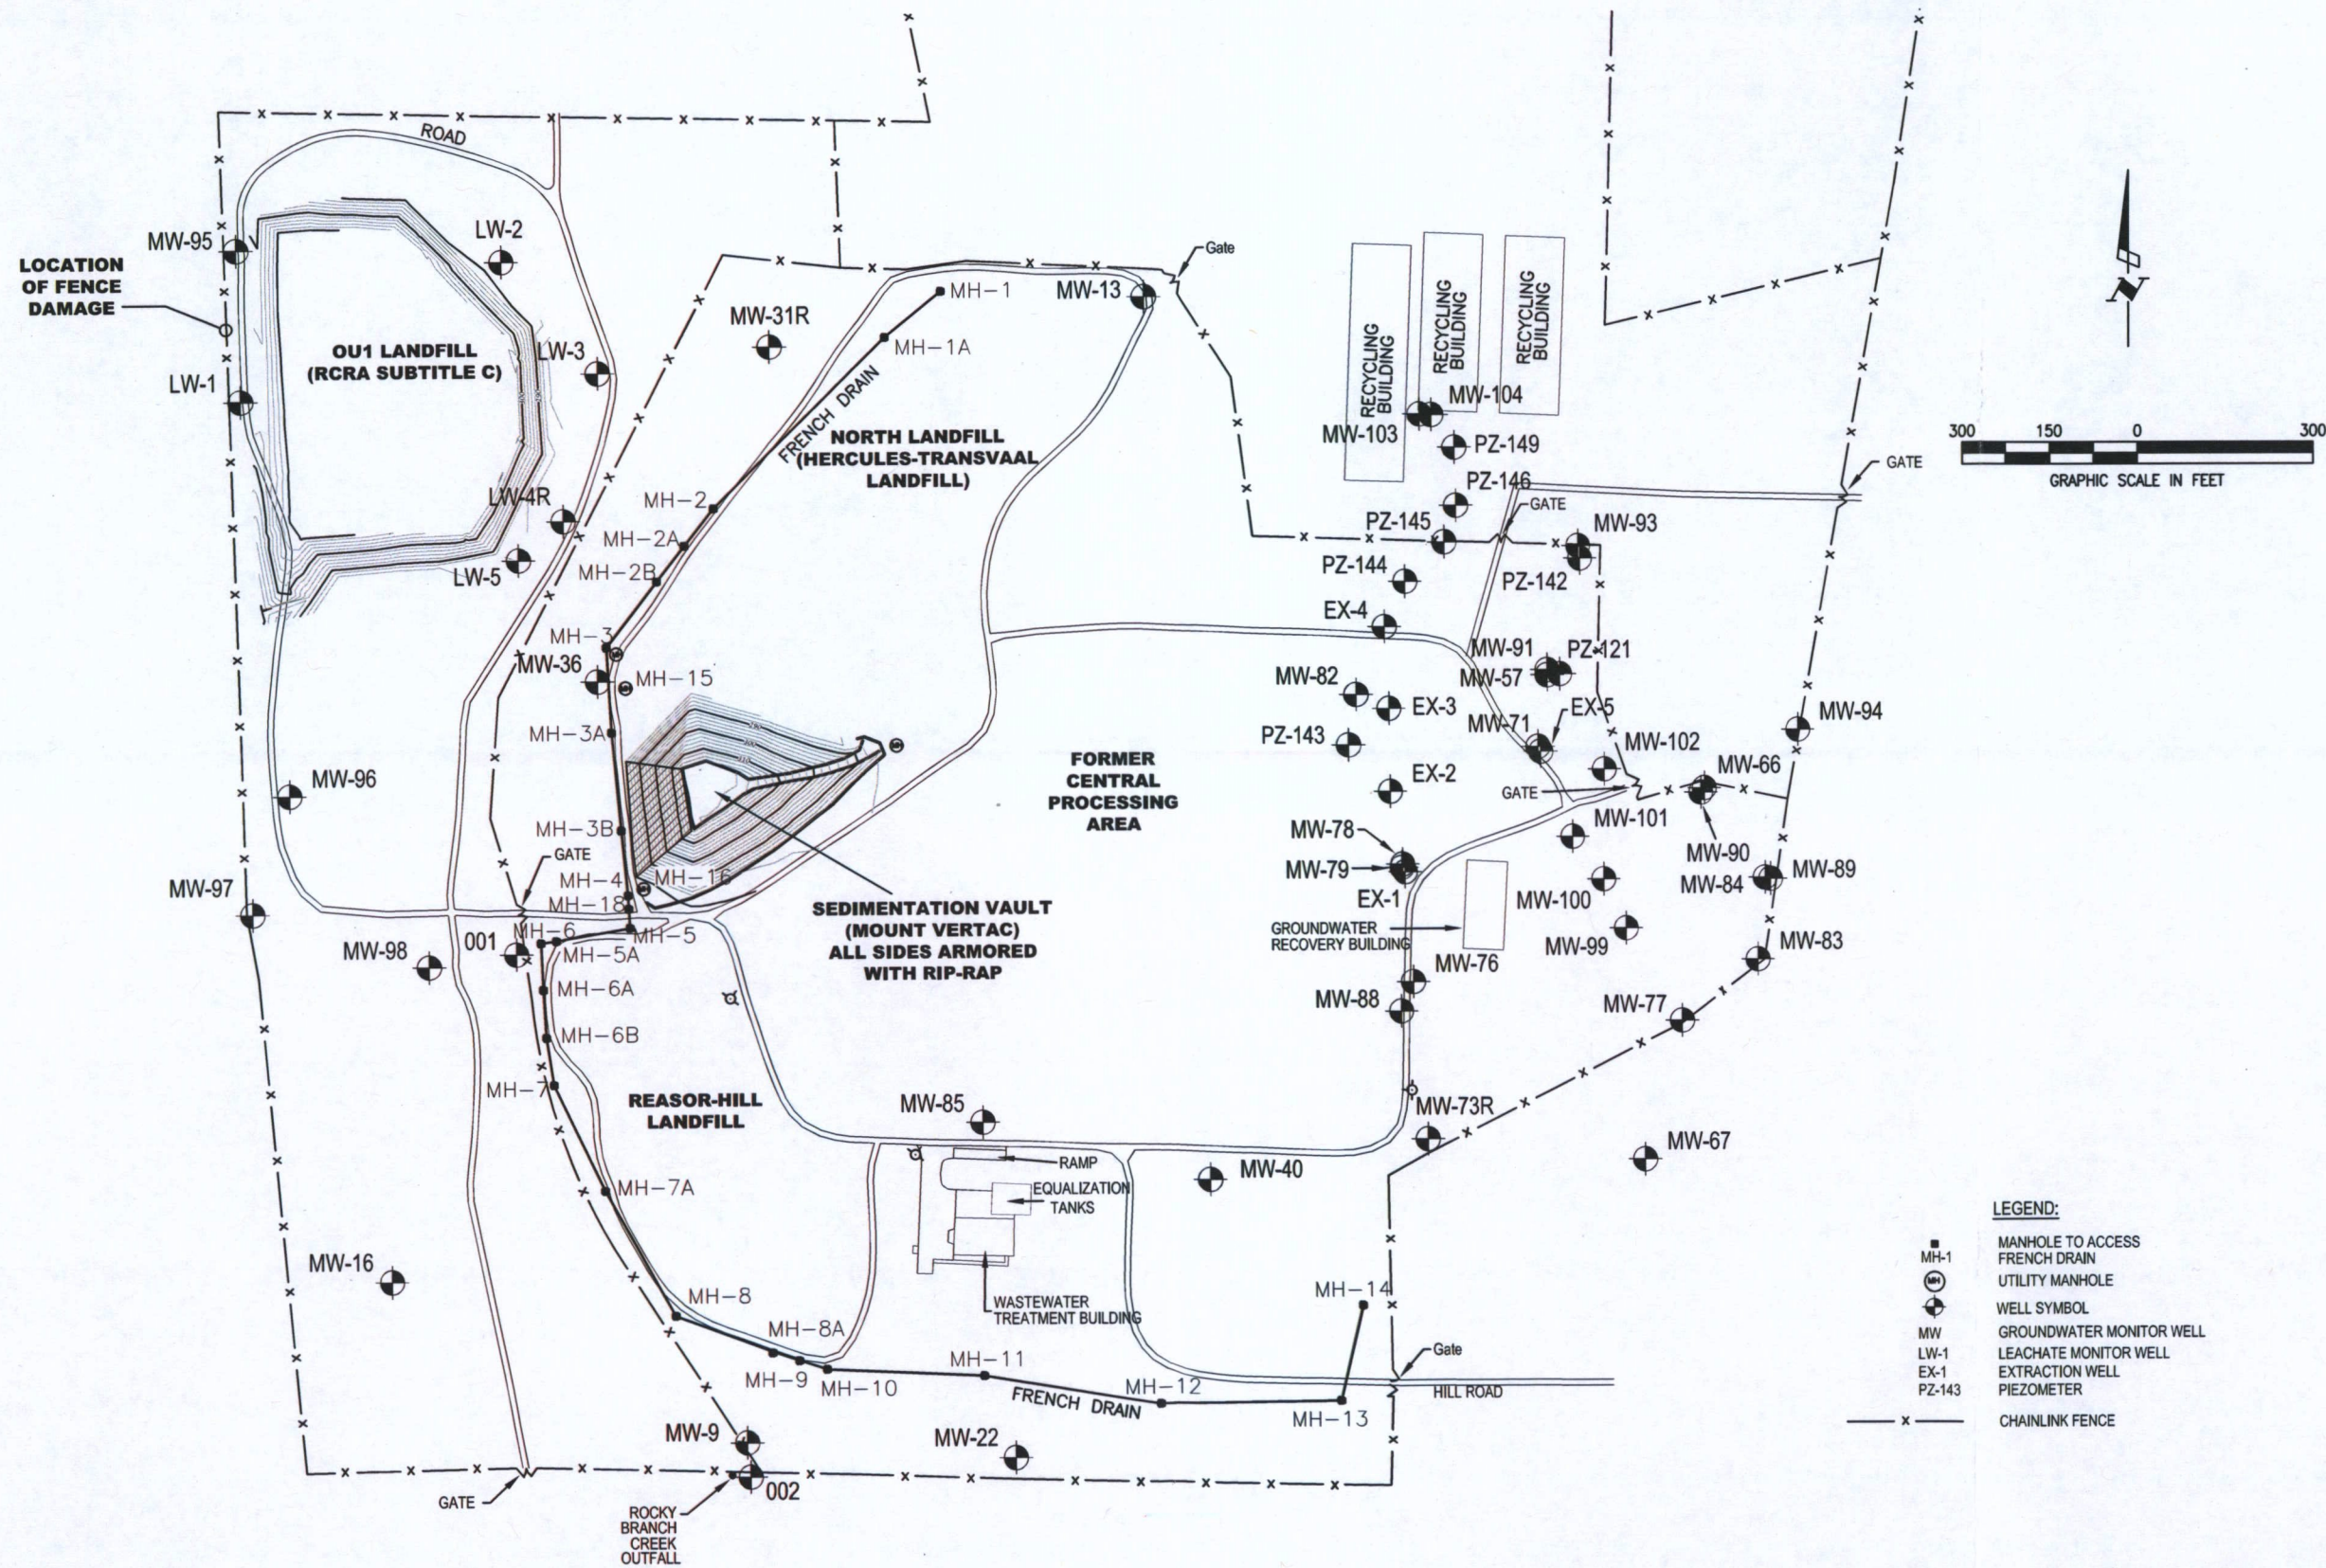 ROAD
MW-95
LW-2
LOCATION
OF FENCE
DAMAGE
OU1 LANDFILL
(RCRA SUBTITLE C)
LW-3
LW-1
LW-4R
LW-5
MW-31R
MH-1
MH-1A
MW-13
Gate
FRENCH DRAIN
NORTH LANDFILL
(HERCULES-TRANSVAAL
LANDFILL)
MH-2
MH-2A
MH-2B
MH-3
MW-36
MH-15
MH-3A
MH-3B
GATE
MH-4
MH-16
MH-18
MH-6
MH-5
MH-5A
001
MH-6A
MH-6B
MH-7
MW-96
MW-97
MW-98
RECYCLING
BUILDING
RECYCLING
BUILDING
RECYCLING
BUILDING
MW-104
MW-103
PZ-149
PZ-146
GATE
PZ-145
MW-93
PZ-144
PZ-142
EX-4
MW-91
PZ-121
MW-57
MW-82
EX-3
MW-71
EX-5
PZ-143
MW-102
MW-94
EX-2
MW-66
GATE
MW-101
MW-78
MW-79
MW-90
MW-84
MW-89
EX-1
MW-100
GROUNDWATER
RECOVERY BUILDING
MW-99
MW-83
MW-76
MW-88
MW-77
FORMER
CENTRAL
PROCESSING
AREA
SEDIMENTATION VAULT
(MOUNT VERTAC)
ALL SIDES ARMORED
WITH RIP-RAP
GATE
N
300 150 0 300
GRAPHIC SCALE IN FEET
REASOR-HILL
LANDFILL
MW-85
MW-73R
MW-67
RAMP
MW-40
EQUALIZATION
TANKS
MH-7A
MW-16
MH-8
WASTEWATER
TREATMENT BUILDING
MH-14
MH-8A
MH-9
MH-10
MH-11
FRENCH DRAIN
MH-12
MH-13
Gate
HILL ROAD
MW-9
MW-22
002
GATE
ROCKY
BRANCH
CREEK
OUTFALL
LEGEND:
MANHOLE TO ACCESS
MH-1 FRENCH DRAIN
MH UTILITY MANHOLE
WELL SYMBOL
MW GROUNDWATER MONITOR WELL
LW-1 LEACHATE MONITOR WELL
EX-1 EXTRACTION WELL
PZ-143 PIEZOMETER
x CHAINLINK FENCE